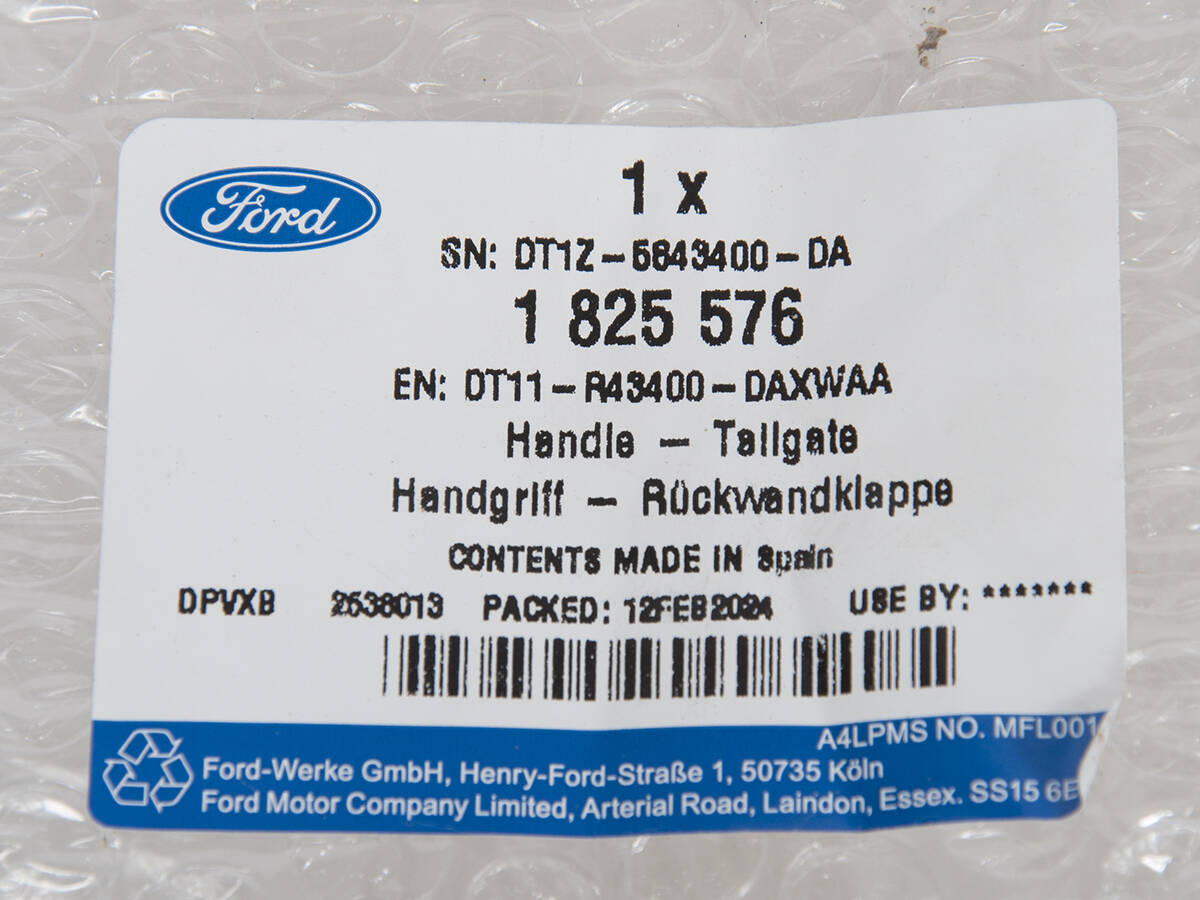 Ford
1 x
SN: DT1Z-5843400-DA
1 825 576
EN: DT11-R43400-DAXWAA
Handle - Tailgate
Handgriff - Rückwandklappe
CONTENTS MADE IN Spain
DPVXB 2538013 PACKED: 12FEB2024 USE BY: *******
A4LPMS NO. MFL001
Ford-Werke GmbH, Henry-Ford-Straße 1, 50735 Köln
Ford Motor Company Limited, Arterial Road, Laindon, Essex. SS15 6E